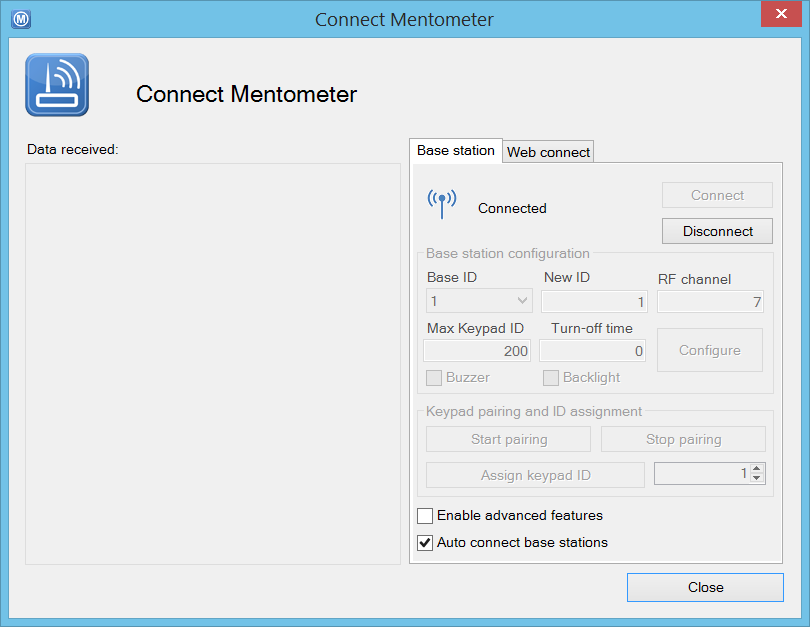 M
Connect Mentometer
Connect Mentometer
Data received:
Base station
Web connect
Connected
Connect
Disconnect
Base station configuration
Base ID
New ID
RF channel
1
1
7
Max Keypad ID
Turn-off time
200
0
Configure
Buzzer
Backlight
Keypad pairing and ID assignment
Start pairing
Stop pairing
Assign keypad ID
1
Enable advanced features
Auto connect base stations
Close